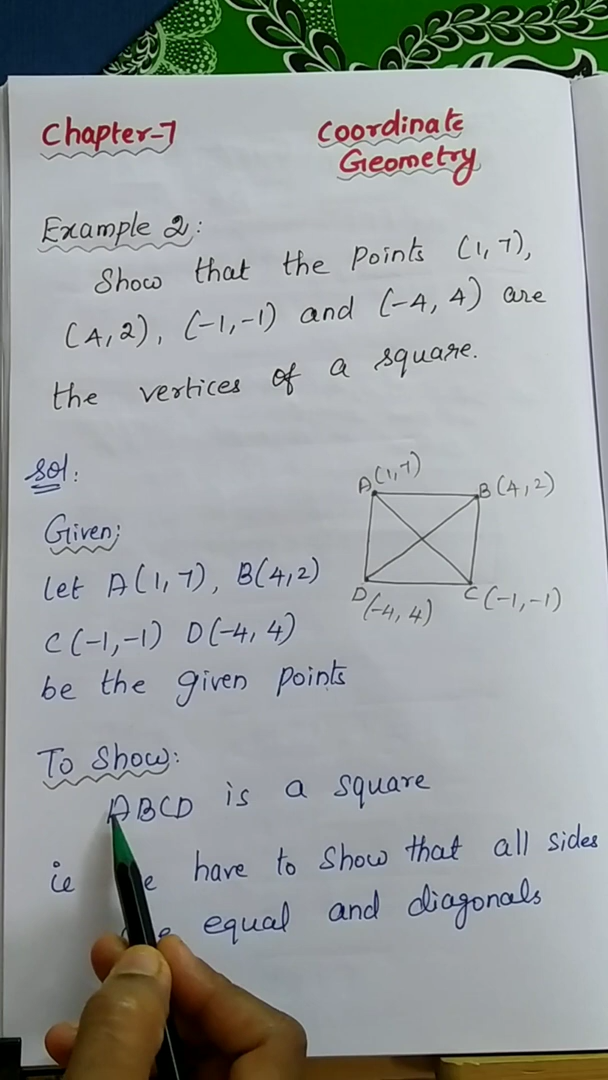 Chapter-7
Coordinate
Geometry
Example 2:
Show that the points (1,7),
(4,2), (-1,-1) and (-4, 4) are
the vertices of a square.
Sol:
Given:
let A(1,7), B(4,2)
C(-1,-1) D(-4, 4)
be the given points
A(1,7)
B(4,2)
D(-4,4)
C(-1,-1)
To Show:
ABCD is a square
ie have to show that all sides
equal and diagonals